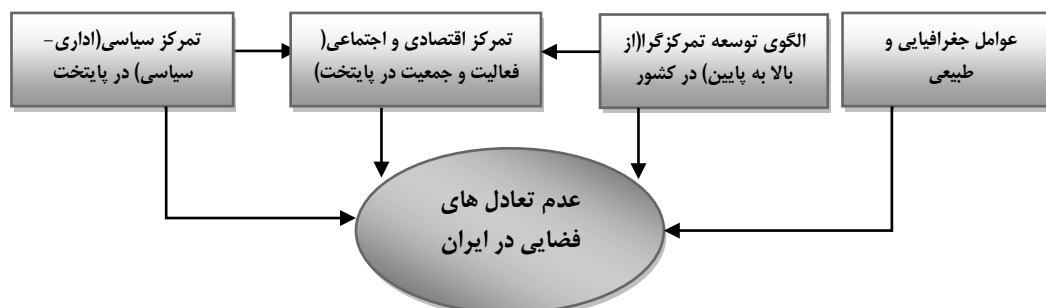 عوامل جغرافیایی و
طبیعی
الگوی توسعه تمرکزگرا(از
بالا به پایین) در کشور
تمرکز اقتصادی و اجتماعی(
فعالیت و جمعیت در پایتخت)
تمرکز سیاسی(اداری-
سیاسی) در پایتخت
عدم تعادل های
فضایی در ایران